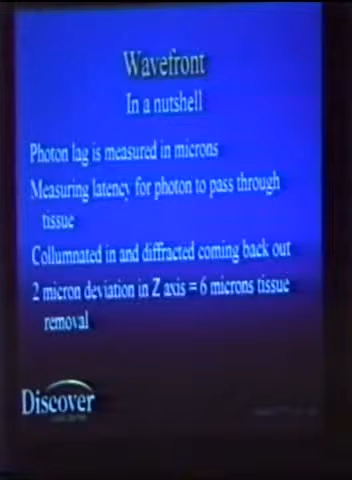 Wavefront
In a nutshell
Photon lag is measured in microns
Measuring latency for photon to pass through
tissue
Collumnated in and diffracted coming back out
2 micron deviation in Z axis = 6 microns tissue
removal
Discover